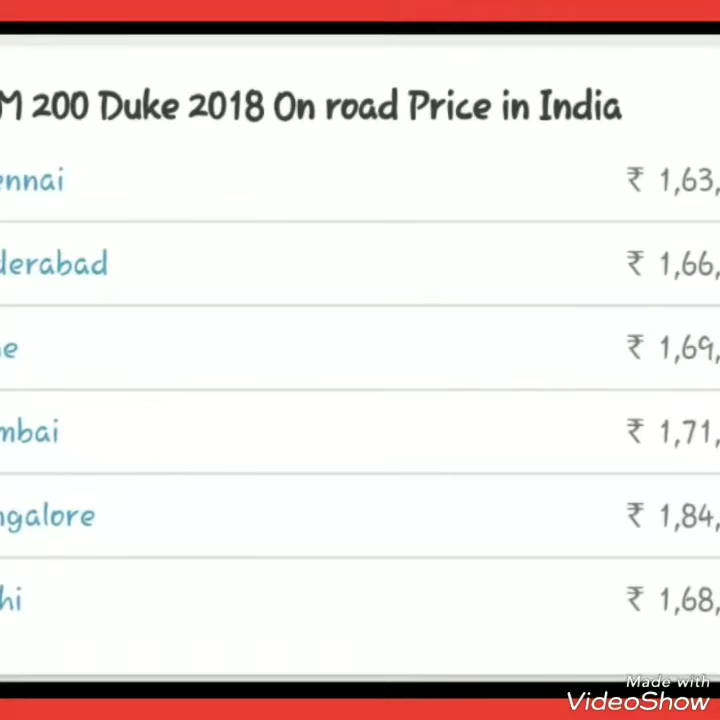 M 200 Duke 2018 On road Price in India
ennai ₹ 1,63,
derabad ₹ 1,66,
e ₹ 1,69,
mbai ₹ 1,71,
ngalore ₹ 1,84,
hi ₹ 1,68,
Made with
VideoShow